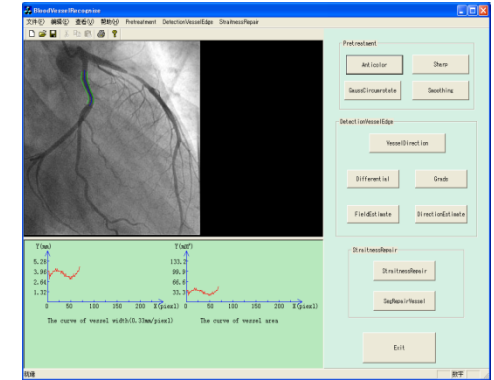 BloodVesselRecognise
文件(F) 编辑(E) 查看(V) 帮助(H) Pretreatment DetectionVesselEdge StraitnessRepair
Pretreatment
Anticolor
Sharp
GaussCircumrotate
Smoothing
DetectionVesselEdge
VesselDirection
Differential
Grads
FieldEstimate
DirectionEstimate
StraitnessRepair
StraitnessRepair
SegRepairVessel
Exit
Y(mm)
5.28
3.96
2.64
1.32
0 50 100 150 200 X(pixel)
The curve of vessel width(0.33mm/pixel)
Y(mm²)
133.2
99.9
66.6
33.3
0 50 100 150 200 X(pixel)
The curve of vessel area
就绪
数字